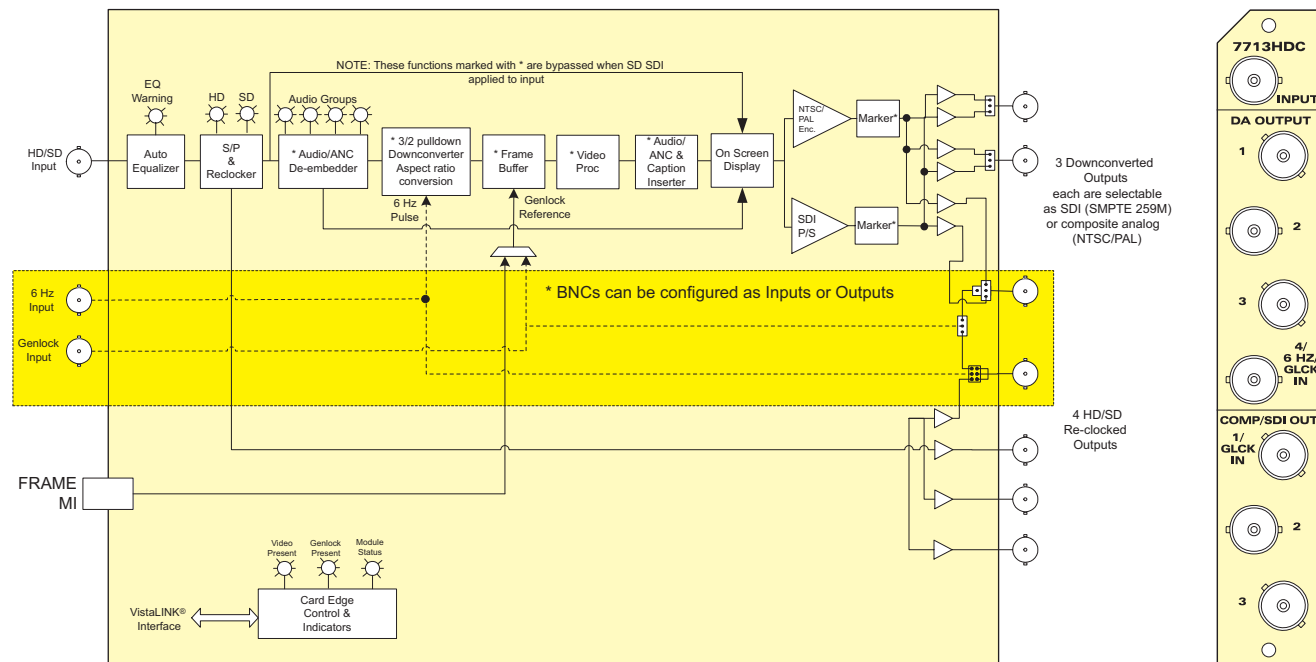 NOTE: These functions marked with * are bypassed when SD SDI
applied to input
EQ
Warning
HD
SD
Audio Groups
HD/SD
Input
Auto
Equalizer
S/P
&
Reclocker
* Audio/ANC
De-embedder
* 3/2 pulldown
Downconverter
Aspect ratio
conversion
* Frame
Buffer
* Video
Proc
* Audio/
ANC &
Caption
Inserter
On Screen
Display
NTSC/
PAL
Enc.
Marker*
SDI
P/S
Marker*
6 Hz
Pulse
Genlock
Reference
3 Downconverted
Outputs
each are selectable
as SDI (SMPTE 259M)
or composite analog
(NTSC/PAL)
6 Hz
Input
Genlock
Input
* BNCs can be configured as Inputs or Outputs
4 HD/SD
Re-clocked
Outputs
FRAME
MI
Video
Present
Genlock
Present
Module
Status
VistaLINK®
Interface
Card Edge
Control &
Indicators
7713HDC
INPUT
DA OUTPUT
1
2
3
4/
6 HZ/
GLCK
IN
COMP/SDI OUT
1/
GLCK
IN
2
3